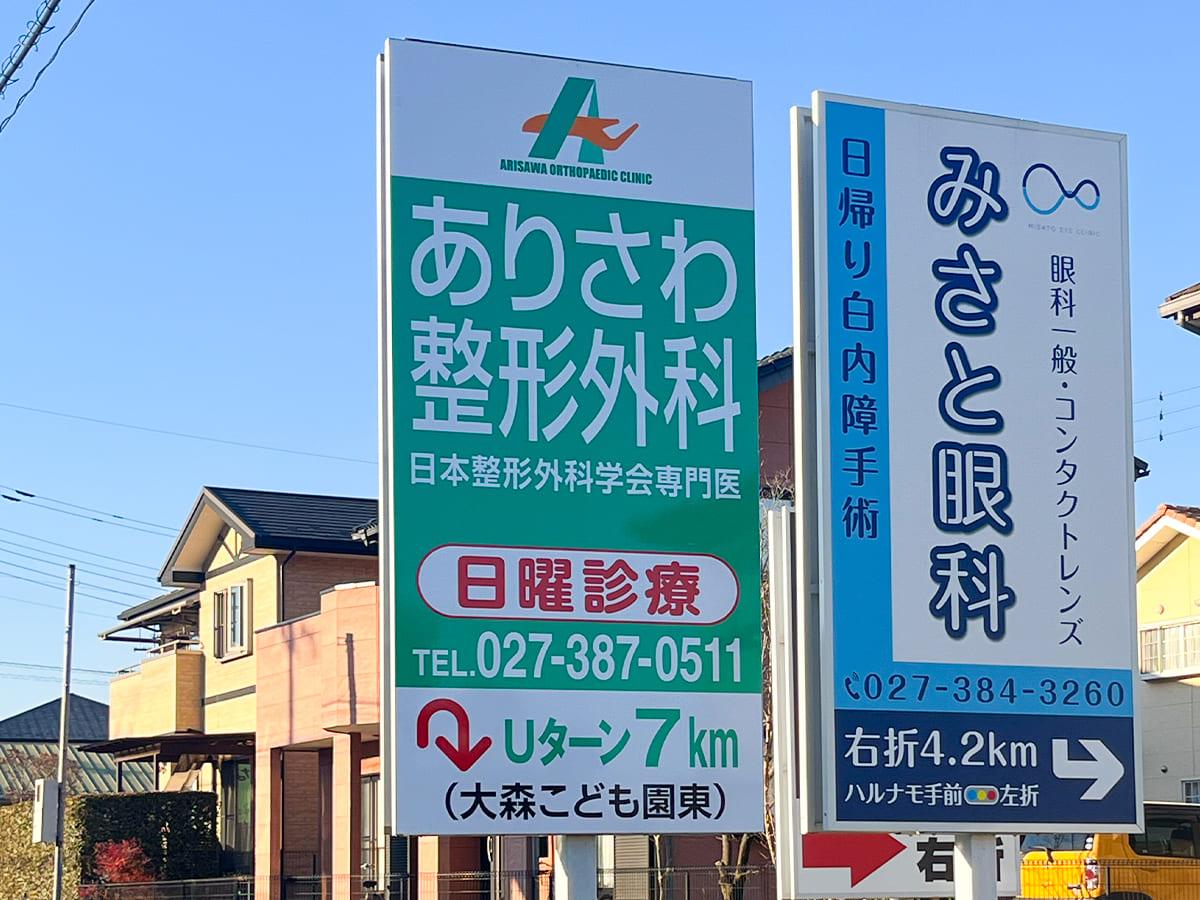 ARISAWA ORTHOPAEDIC CLINIC
ありさわ
整形外科
日本整形外科学会専門医
日曜診療
TEL.027-387-0511
Uターン7km
(大森こども園東)
日帰り白内障手術
みさと眼科
MISATO EYE CLINIC
眼科一般・コンタクトレンズ
027-384-3260
右折4.2km
ハルナモ手前左折
右折